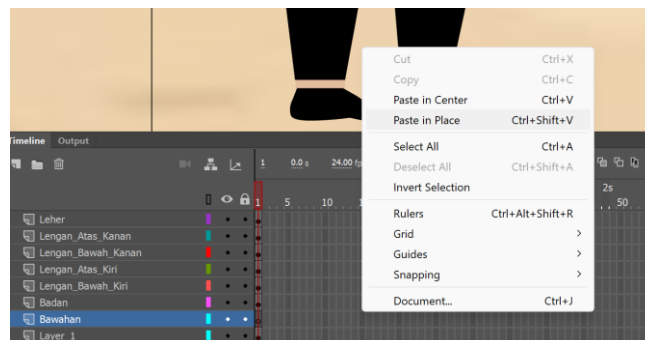 Cut Ctrl+X
Copy Ctrl+C
Paste in Center Ctrl+V
Paste in Place Ctrl+Shift+V
Select All Ctrl+A
Deselect All Ctrl+Shift+A
Invert Selection
Rulers Ctrl+Alt+Shift+R
Grid
Guides
Snapping
Document... Ctrl+J
Timeline Output
1 0.0 s 24.00 fp
2s
1 5 10 1 50
Leher
Lengan_Atas_Kanan
Lengan_Bawah_Kanan
Lengan_Atas_Kiri
Lengan_Bawah_Kiri
Badan
Bawahan
Layer_1